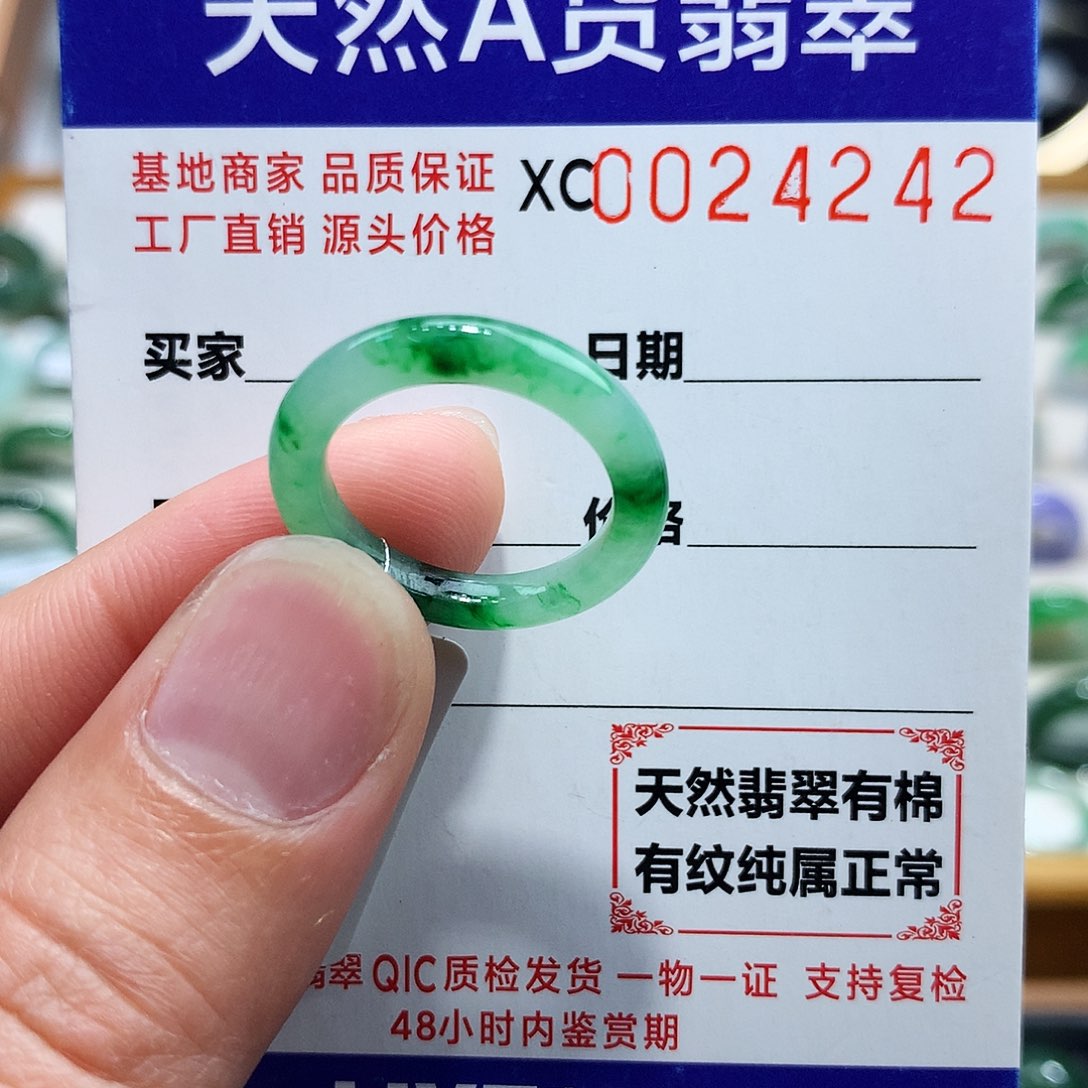 天然A货翡翠
基地商家 品质保证
工厂直销 源头价格
XC0024242
买家
日期
天然翡翠有棉
有纹纯属正常
翡翠QIC质检发货 一物一证 支持复检
48小时内鉴赏期